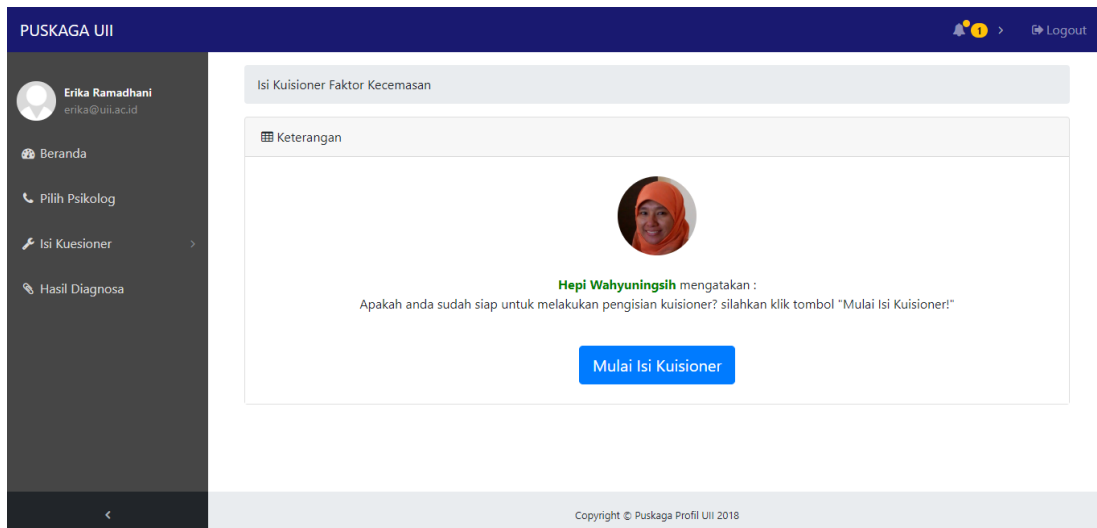 PUSKAGA UII
1
Logout
Erika Ramadhani
erika@uii.ac.id
Beranda
Pilih Psikolog
Isi Kuesioner
Hasil Diagnosa
Isi Kuisioner Faktor Kecemasan
Keterangan
Hepi Wahyuningsih mengatakan :
Apakah anda sudah siap untuk melakukan pengisian kuisioner? silahkan klik tombol "Mulai Isi Kuisioner!"
Mulai Isi Kuisioner
Copyright © Puskaga Profil UII 2018